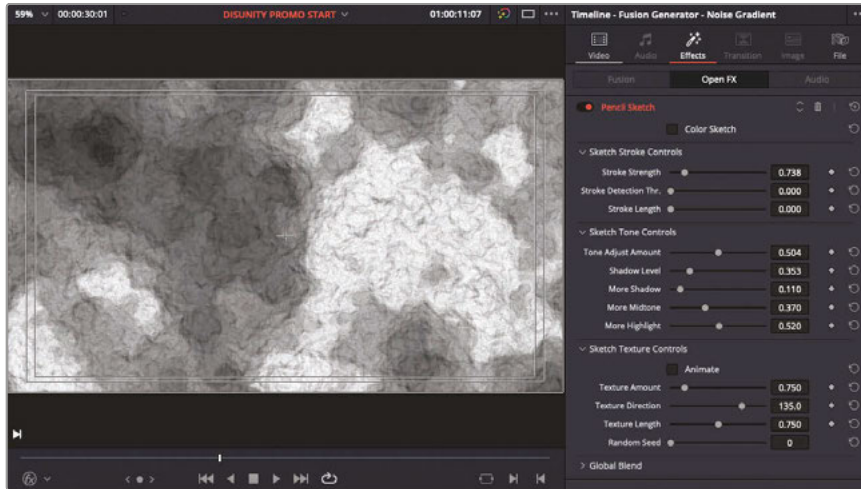 59% 00:00:30:01 DISUNITY PROMO START 01:00:11:07
Timeline - Fusion Generator - Noise Gradient
Video Audio Effects Transition Image File
Fusion Open FX Audio
Pencil Sketch
Color Sketch
Sketch Stroke Controls
Stroke Strength 0.738
Stroke Detection Thr. 0.000
Stroke Length 0.000
Sketch Tone Controls
Tone Adjust Amount 0.504
Shadow Level 0.353
More Shadow 0.110
More Midtone 0.370
More Highlight 0.520
Sketch Texture Controls
Animate
Texture Amount 0.750
Texture Direction 135.0
Texture Length 0.750
Random Seed 0
Global Blend